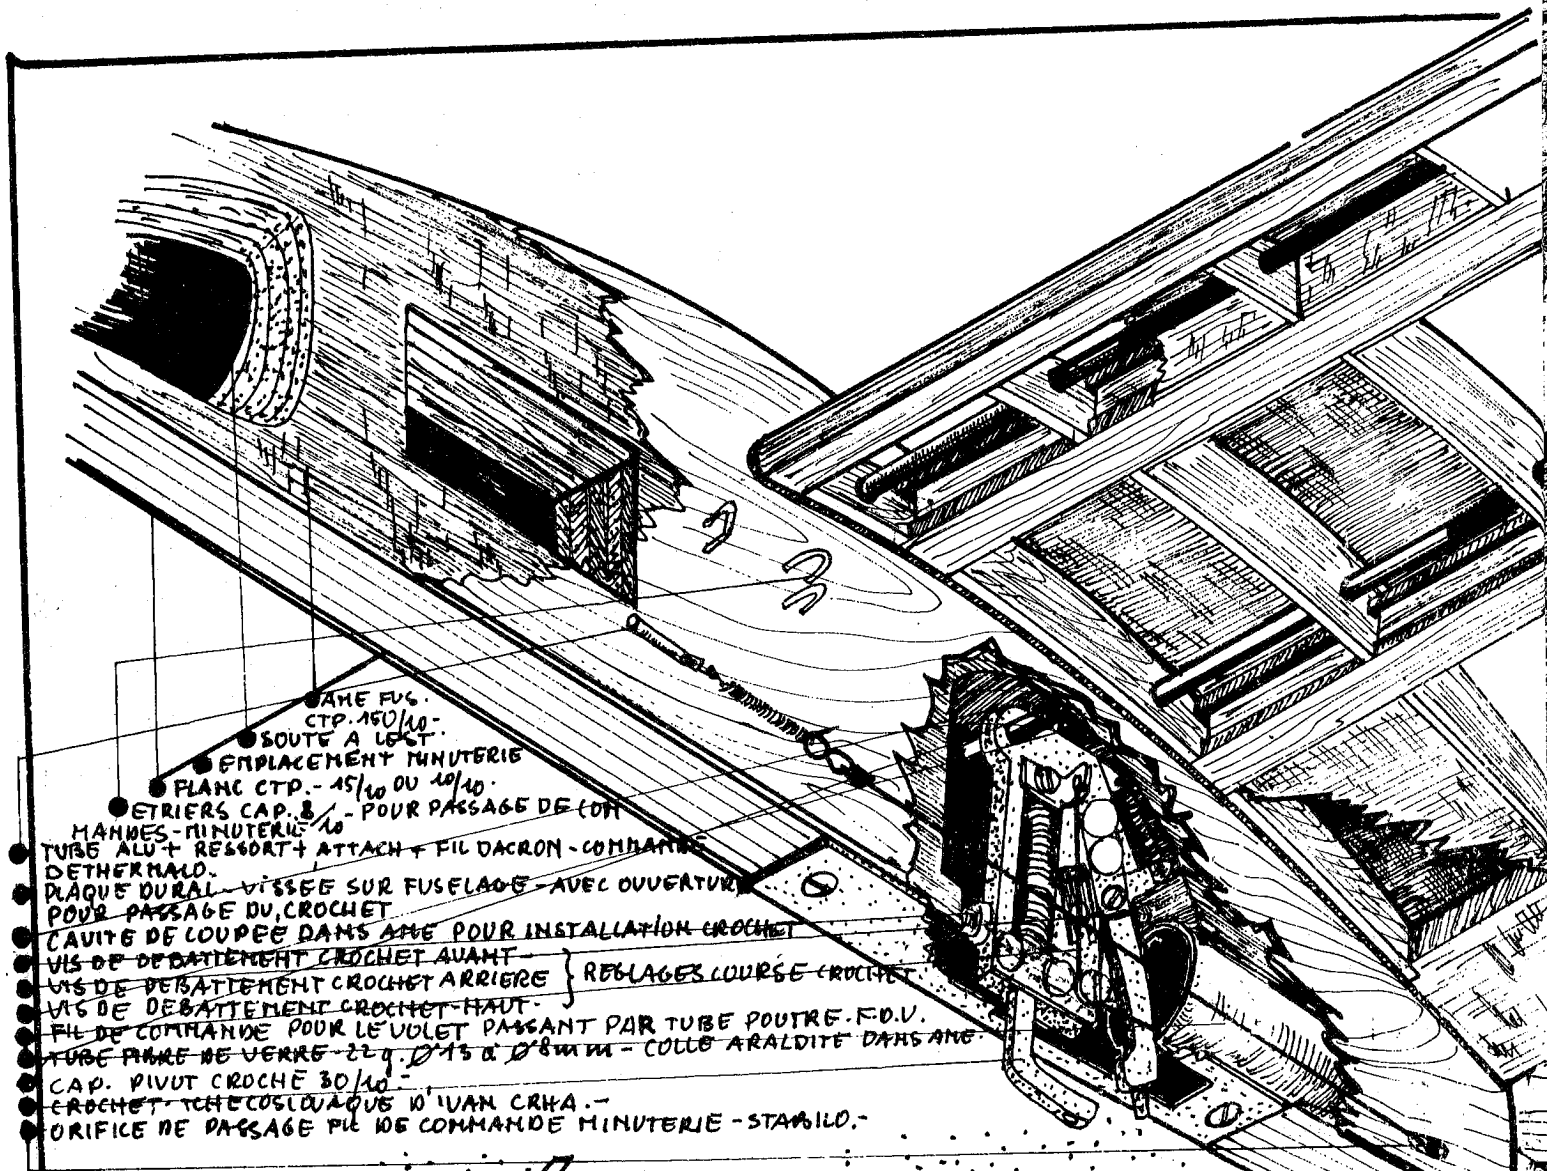 AME FUS.
CTP. 150/10 -
SOUTE A LEST.
EMPLACEMENT MINUTERIE
FLANC CTP. - 15/10 OU 10/10.
ETRIERS CAP. 8/10 - POUR PASSAGE DE COM
MANDES - MINUTERIE
TUBE ALU + RESSORT + ATTACH + FIL DACRON - COMMANDE
DETHERMALO.
PLAQUE DURAL - VISSEE SUR FUSELAGE - AVEC OUVERTURE
POUR PASSAGE DU CROCHET
CAVITE DE COUPEE DANS AME POUR INSTALLATION CROCHET
VIS DE DEBATTEMENT CROCHET AVANT -
VIS DE DEBATTEMENT CROCHET ARRIERE } REGLAGES COURSE CROCHET.
VIS DE DEBATTEMENT CROCHET - HAUT.
FIL DE COMMANDE POUR LE VOLET PASSANT PAR TUBE POUTRE. F.D.V.
TUBE FIBRE DE VERRE - 22 g. Ø 13 à Ø 8mm - COLLE ARALDITE DANS AME.
CAP. PIVOT CROCHE 30/10 -
CROCHET - TCHECOSLOVAQUE D'IVAN CRHA. -
ORIFICE DE PASSAGE FIL DE COMMANDE MINUTERIE - STABILO. -